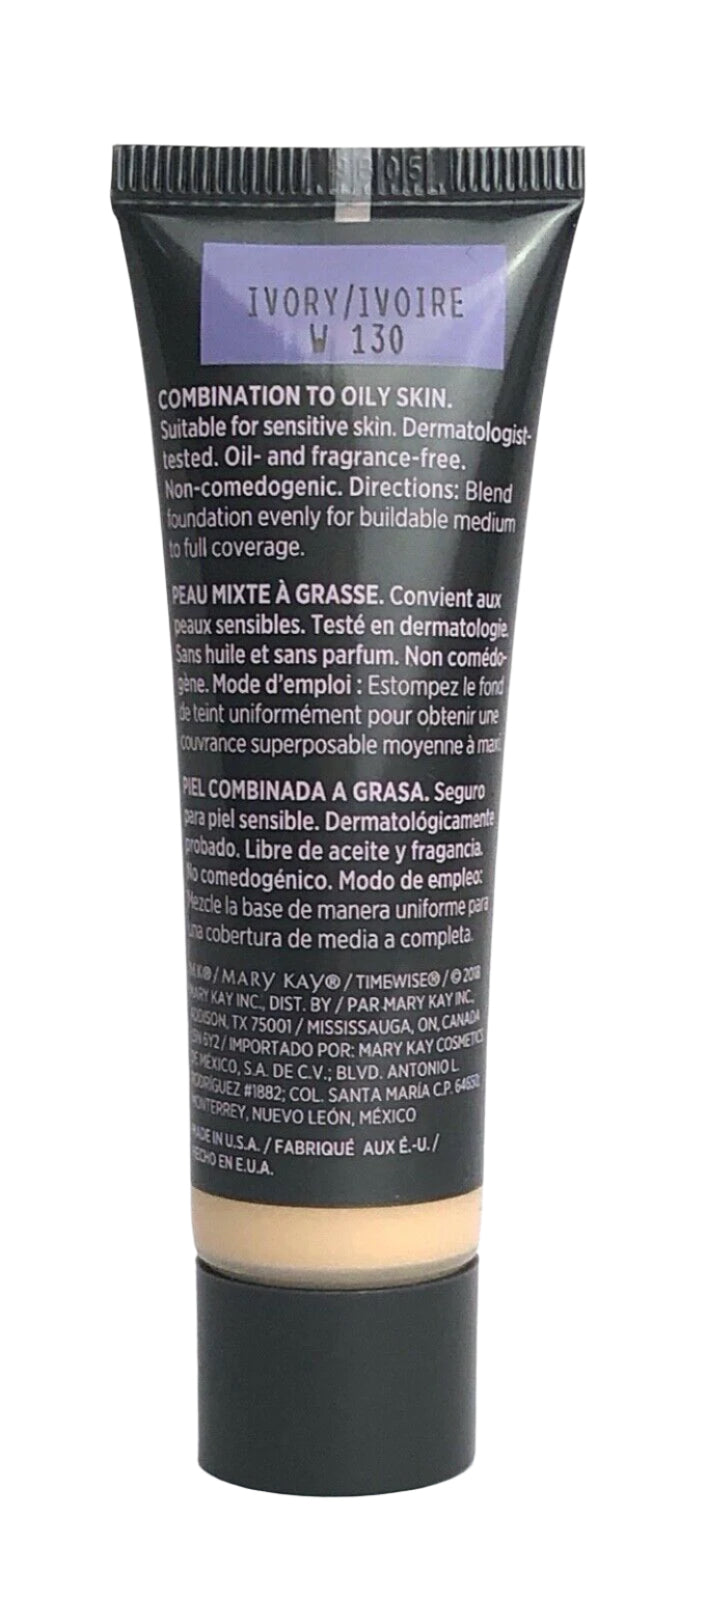 IVORY/IVOIRE
W 130
COMBINATION TO OILY SKIN.
Suitable for sensitive skin. Dermatologist-
tested. Oil- and fragrance-free.
Non-comedogenic. Directions: Blend
foundation evenly for buildable medium
to full coverage.
PEAU MIXTE À GRASSE. Convient aux
peaux sensibles. Testé en dermatologie.
Sans huile et sans parfum. Non comédo-
gène. Mode d'emploi : Estompez le fond
de teint uniformément pour obtenir une
couvrance superposable moyenne à maxi.
PIEL COMBINADA A GRASA. Seguro
para piel sensible. Dermatológicamente
probado. Libre de aceite y fragancia.
No comedogénico. Modo de empleo:
Mezcle la base de manera uniforme para
una cobertura de media a completa.
MK®/MARY KAY®/TIMEWISE®/© 2018
MARY KAY INC., DIST. BY / PAR MARY KAY INC.,
ADDISON, TX 75001 / MISSISSAUGA, ON, CANADA
L5N 6Y2 / IMPORTADO POR: MARY KAY COSMETICS
DE MÉXICO, S.A. DE C.V.; BLVD. ANTONIO L.
RODRÍGUEZ #1882; COL. SANTA MARÍA C.P. 64650;
MONTERREY, NUEVO LEÓN, MÉXICO
MADE IN U.S.A. / FABRIQUÉ AUX É.-U. /
HECHO EN E.U.A.